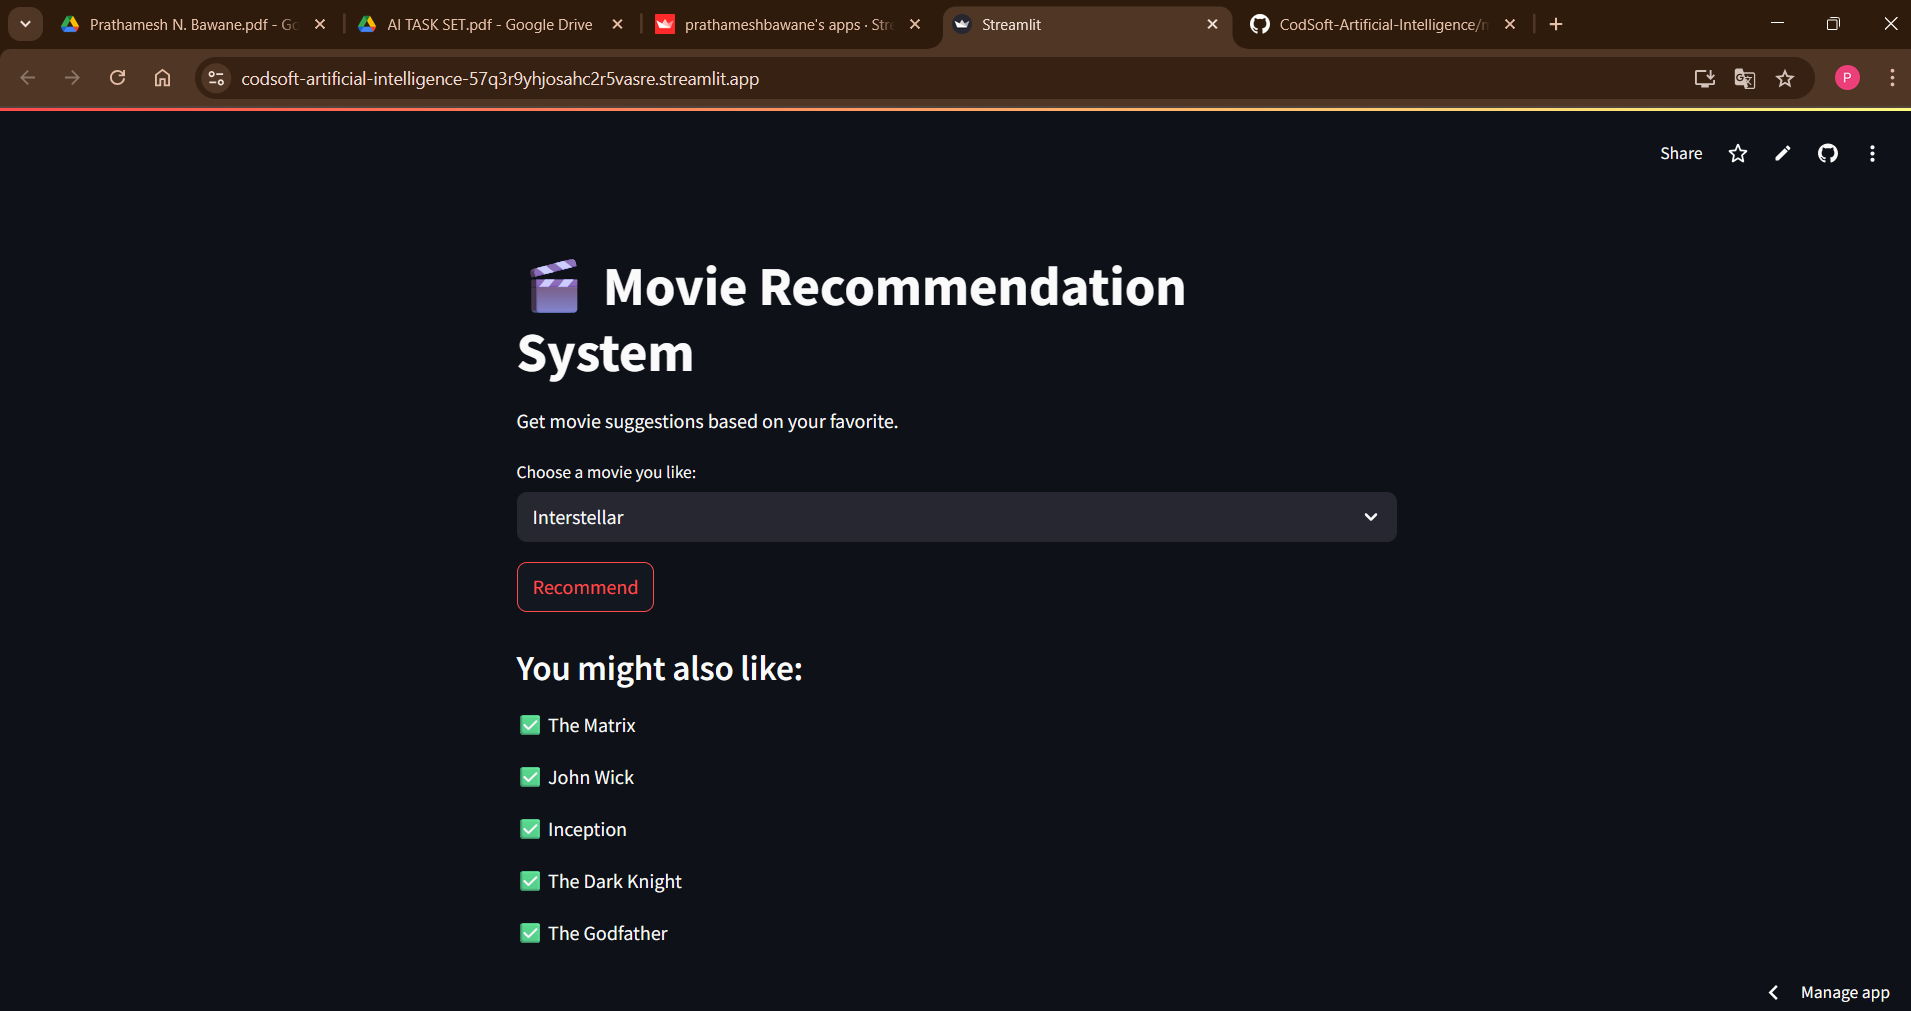 Prathamesh N. Bawane.pdf - Go
AI TASK SET.pdf - Google Drive
prathameshbawane's apps · Stre
Streamlit
CodSoft-Artificial-Intelligence/n
codsoft-artificial-intelligence-57q3r9yhjosahc2r5vasre.streamlit.app
P
Share
🎬 Movie Recommendation
System
Get movie suggestions based on your favorite.
Choose a movie you like:
Interstellar
Recommend
You might also like:
✅ The Matrix
✅ John Wick
✅ Inception
✅ The Dark Knight
✅ The Godfather
Manage app